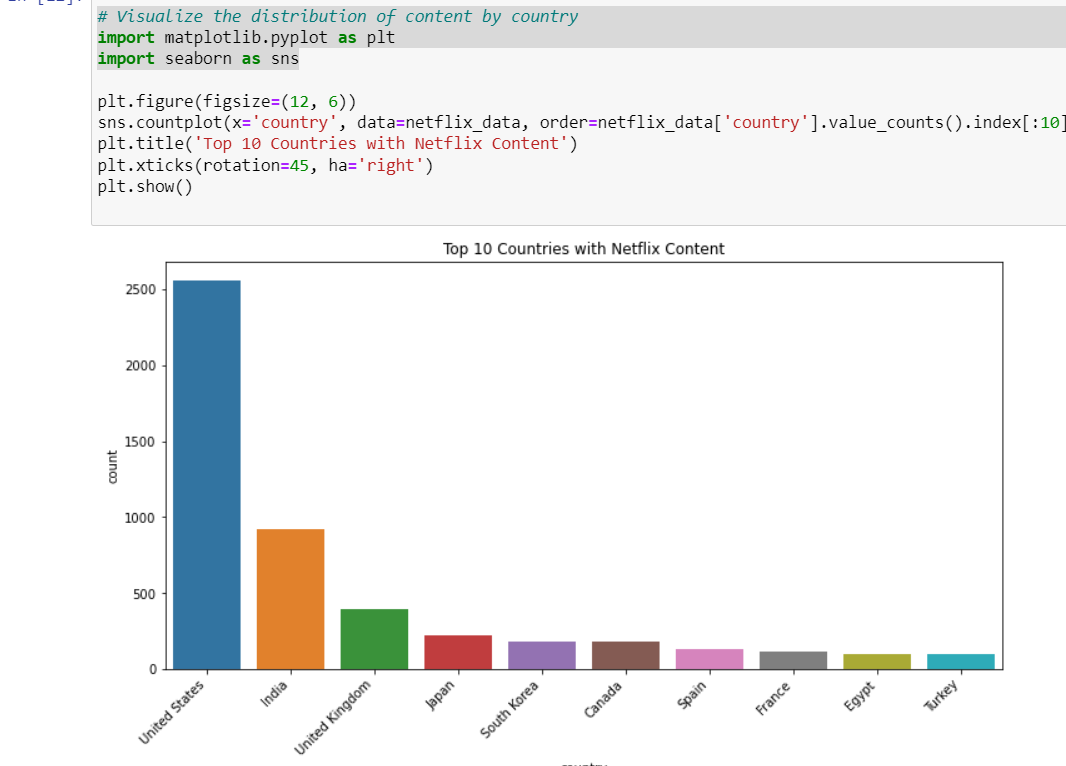 # Visualize the distribution of content by country
import matplotlib.pyplot as plt
import seaborn as sns
plt.figure(figsize=(12, 6))
sns.countplot(x='country', data=netflix_data, order=netflix_data['country'].value_counts().index[:10]
plt.title('Top 10 Countries with Netflix Content')
plt.xticks(rotation=45, ha='right')
plt.show()
Top 10 Countries with Netflix Content
2500
2000
1500
1000
500
0
count
United States
India
United Kingdom
Japan
South Korea
Canada
Spain
France
Egypt
Turkey